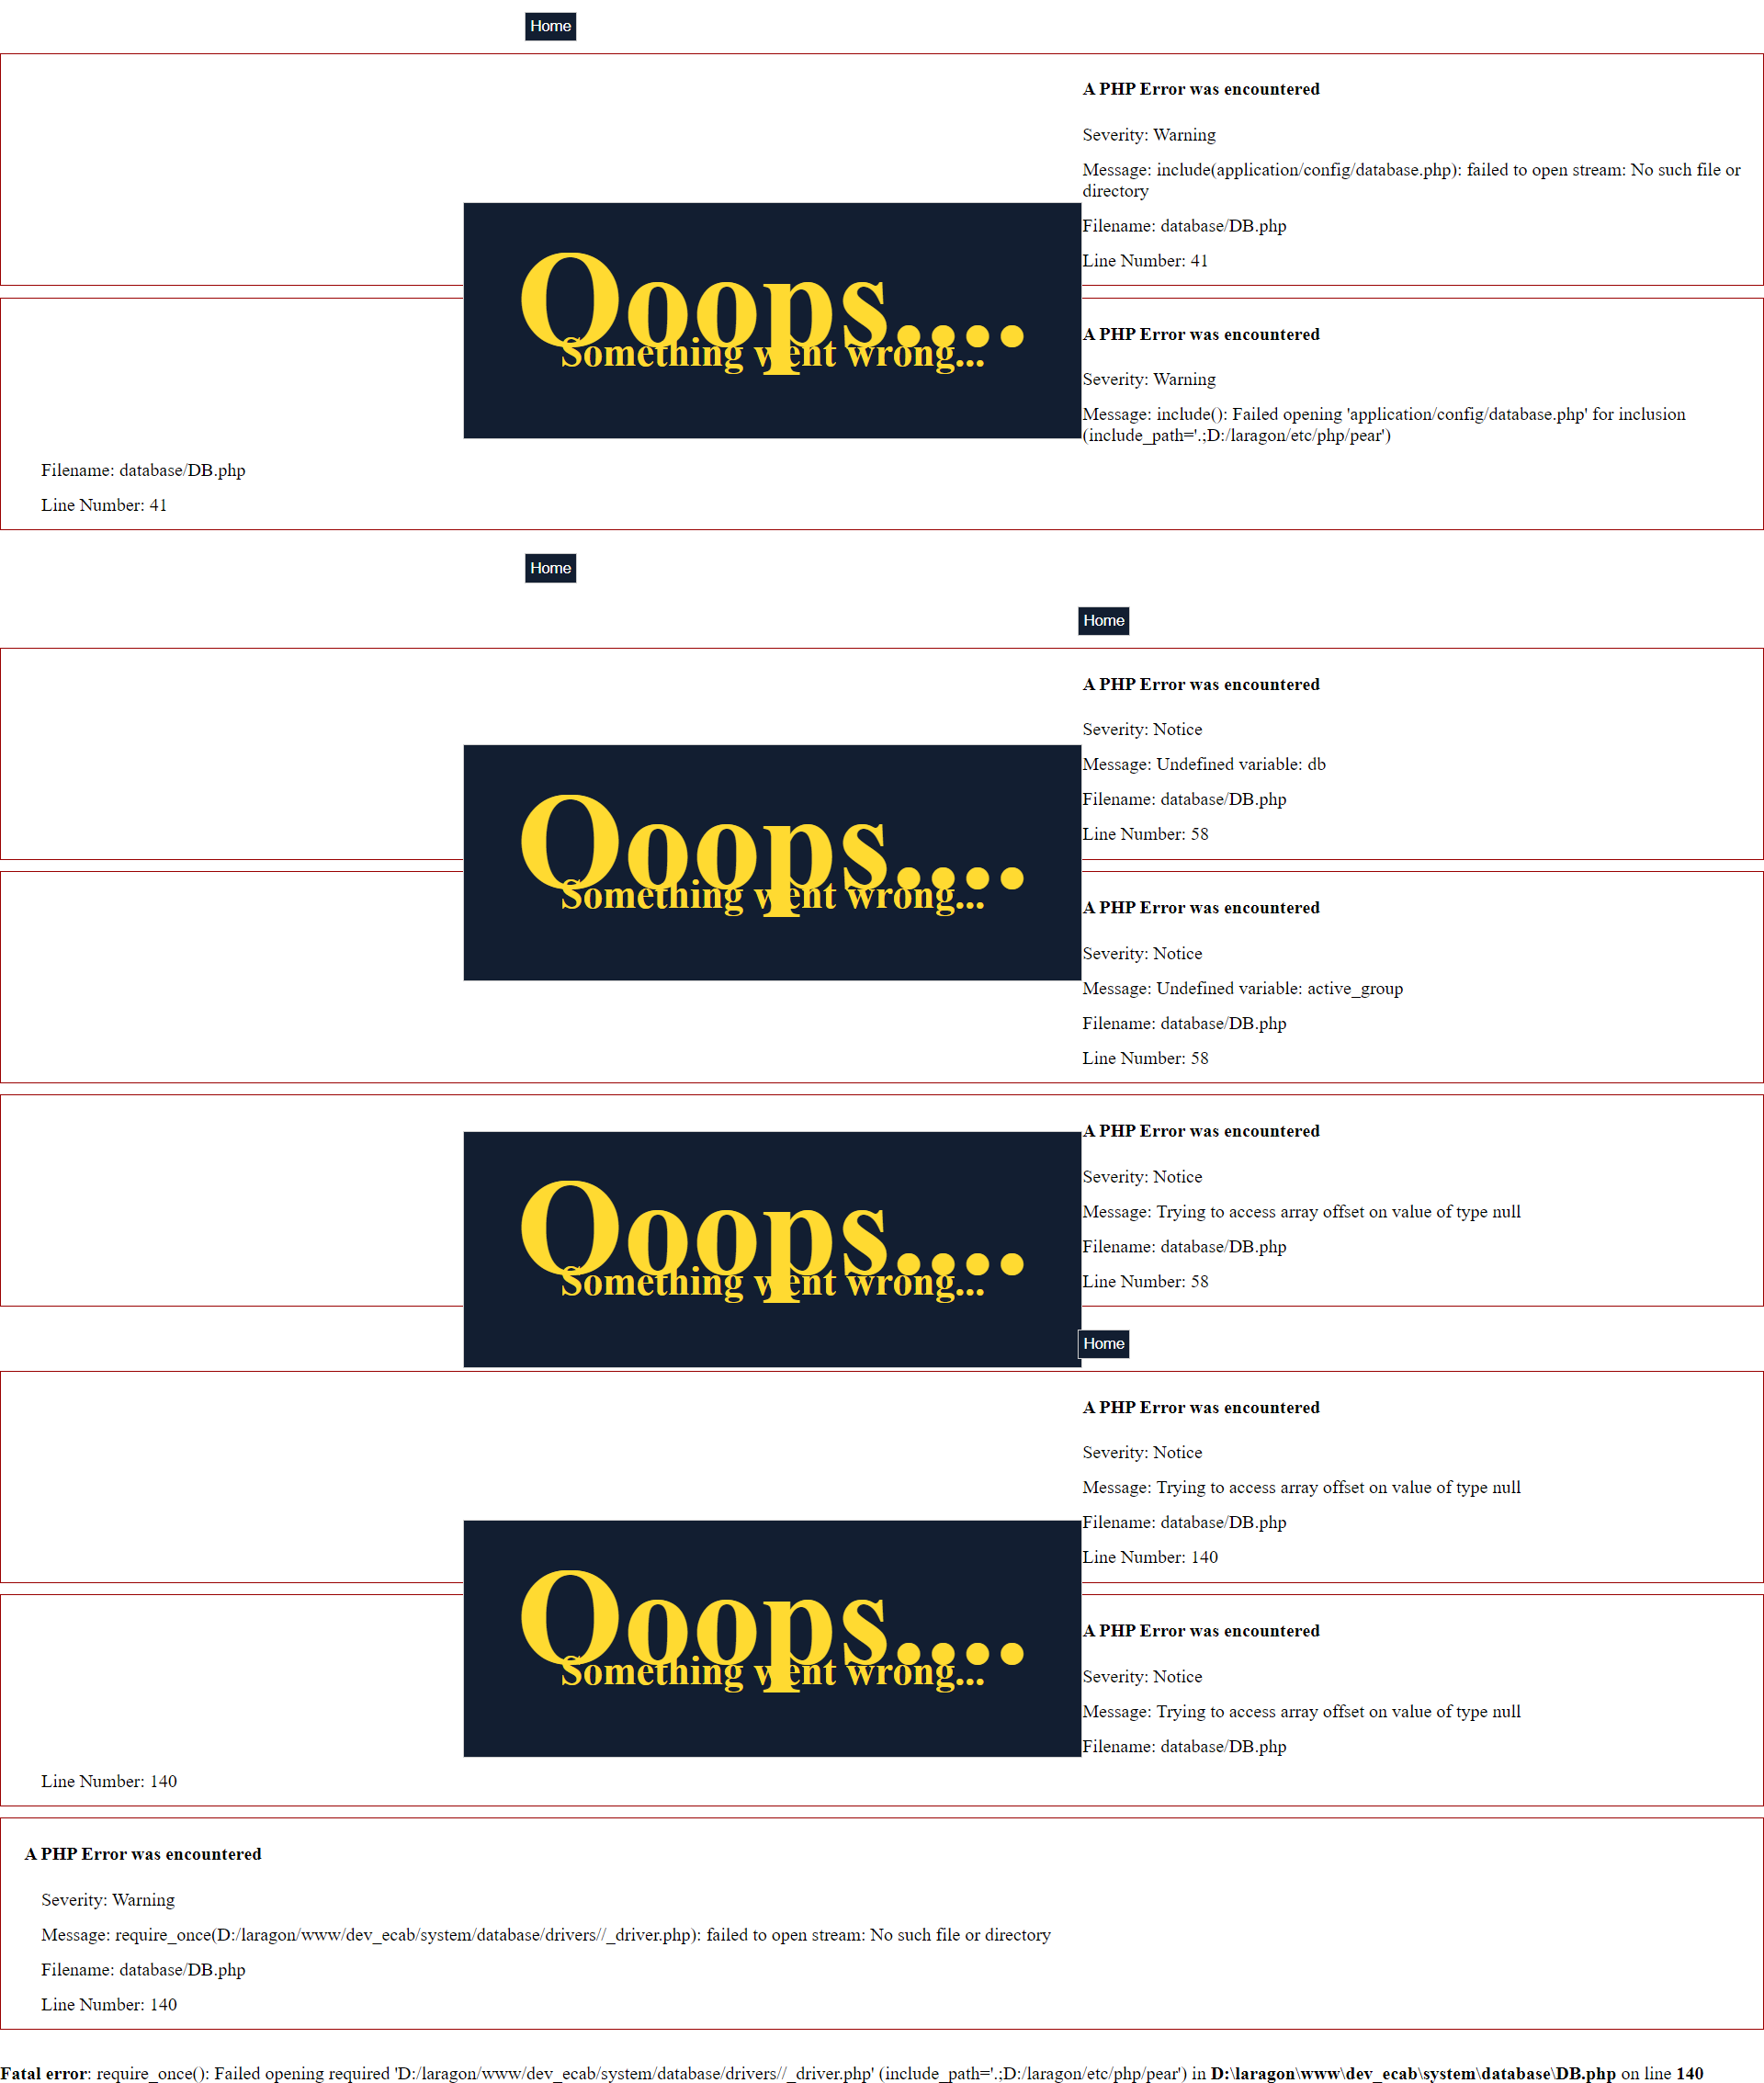 Home
A PHP Error was encountered
Severity: Warning
Message: include(application/config/database.php): failed to open stream: No such file or
directory
Filename: database/DB.php
Line Number: 41
Ooops....
Something went wrong...
A PHP Error was encountered
Severity: Warning
Message: include(): Failed opening 'application/config/database.php' for inclusion
(include_path='.;D:/laragon/etc/php/pear')
Filename: database/DB.php
Line Number: 41
Home
Home
A PHP Error was encountered
Severity: Notice
Message: Undefined variable: db
Filename: database/DB.php
Line Number: 58
Ooops....
Something went wrong...
A PHP Error was encountered
Severity: Notice
Message: Undefined variable: active_group
Filename: database/DB.php
Line Number: 58
A PHP Error was encountered
Severity: Notice
Message: Trying to access array offset on value of type null
Filename: database/DB.php
Line Number: 58
Ooops....
Something went wrong...
Home
A PHP Error was encountered
Severity: Notice
Message: Trying to access array offset on value of type null
Filename: database/DB.php
Line Number: 140
Ooops....
Something went wrong...
A PHP Error was encountered
Severity: Notice
Message: Trying to access array offset on value of type null
Filename: database/DB.php
Line Number: 140
A PHP Error was encountered
Severity: Warning
Message: require_once(D:/laragon/www/dev_ecab/system/database/drivers//_driver.php): failed to open stream: No such file or directory
Filename: database/DB.php
Line Number: 140
Fatal error: require_once(): Failed opening required 'D:/laragon/www/dev_ecab/system/database/drivers//_driver.php' (include_path='.;D:/laragon/etc/php/pear') in D:\laragon\www\dev_ecab\system\database\DB.php on line 140